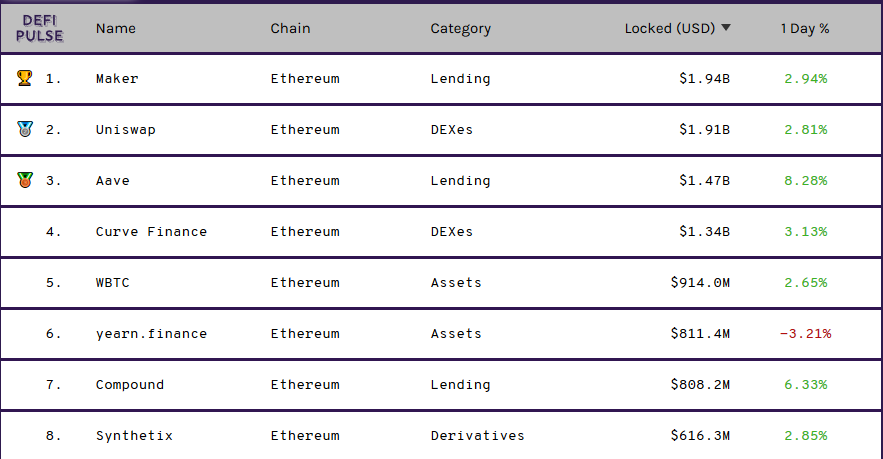 DEFI PULSE Name Chain Category Locked (USD) ▼ 1 Day %
1. Maker Ethereum Lending $1.94B 2.94%
2. Uniswap Ethereum DEXes $1.91B 2.81%
3. Aave Ethereum Lending $1.47B 8.28%
4. Curve Finance Ethereum DEXes $1.34B 3.13%
5. WBTC Ethereum Assets $914.0M 2.65%
6. yearn.finance Ethereum Assets $811.4M −3.21%
7. Compound Ethereum Lending $808.2M 6.33%
8. Synthetix Ethereum Derivatives $616.3M 2.85%